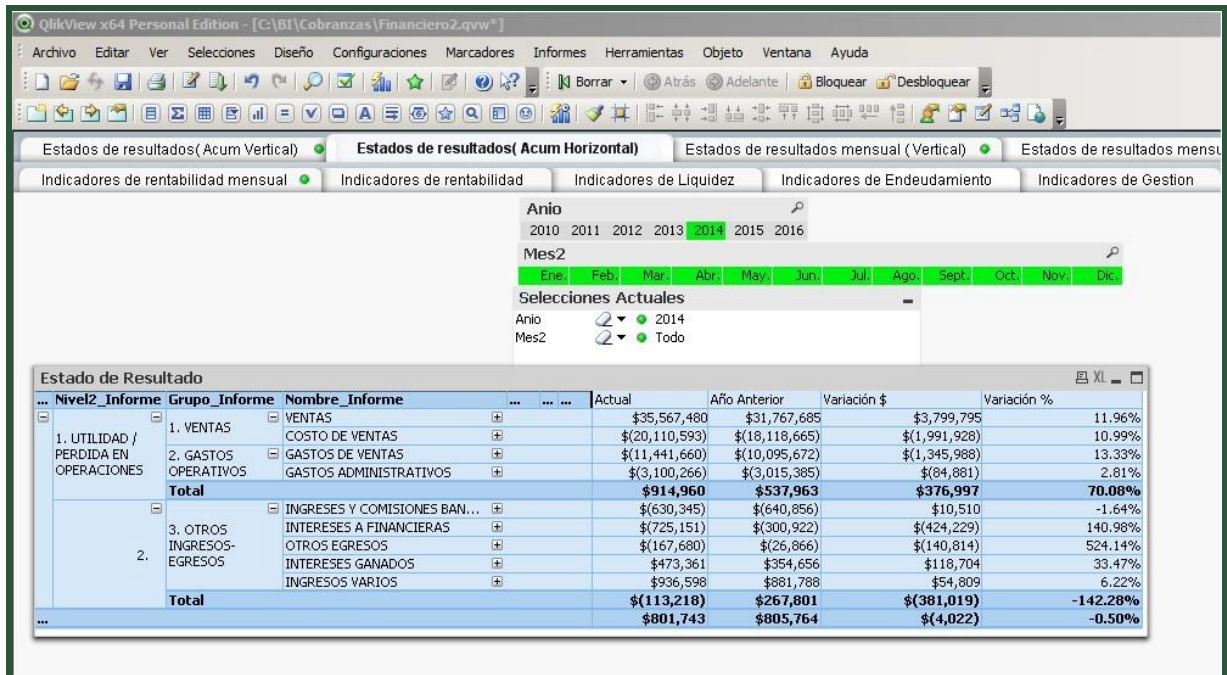 QlikView x64 Personal Edition - [C:\BI\Cobranzas\Financiero2.qvw*]
Archivo Editar Ver Selecciones Diseño Configuraciones Marcadores Informes Herramientas Objeto Ventana Ayuda
Borrar Atrás Adelante Bloquear Desbloquear
Estados de resultados( Acum Vertical) Estados de resultados( Acum Horizontal) Estados de resultados mensual ( Vertical) Estados de resultados mensu
Indicadores de rentabilidad mensual Indicadores de rentabilidad Indicadores de Liquidez Indicadores de Endeudamiento Indicadores de Gestion
Anio
2010 2011 2012 2013 2014 2015 2016
Mes2
Ene. Feb. Mar. Abr. May. Jun. Jul. Ago. Sept. Oct. Nov. Dic.
Selecciones Actuales
Anio 2014
Mes2 Todo
Estado de Resultado XL
... Nivel2_Informe Grupo_Informe Nombre_Informe ... ... ... Actual Año Anterior Variación $ Variación %
1. UTILIDAD / PERDIDA EN OPERACIONES 1. VENTAS VENTAS $35,567,480 $31,767,685 $3,799,795 11.96%
COSTO DE VENTAS $(20,110,593) $(18,118,665) $(1,991,928) 10.99%
2. GASTOS OPERATIVOS GASTOS DE VENTAS $(11,441,660) $(10,095,672) $(1,345,988) 13.33%
GASTOS ADMINISTRATIVOS $(3,100,266) $(3,015,385) $(84,881) 2.81%
Total $914,960 $537,963 $376,997 70.08%
2. 3. OTROS INGRESOS-EGRESOS INGRESES Y COMISIONES BAN... $(630,345) $(640,856) $10,510 -1.64%
INTERESES A FINANCIERAS $(725,151) $(300,922) $(424,229) 140.98%
OTROS EGRESOS $(167,680) $(26,866) $(140,814) 524.14%
INTERESES GANADOS $473,361 $354,656 $118,704 33.47%
INGRESOS VARIOS $936,598 $881,788 $54,809 6.22%
Total $(113,218) $267,801 $(381,019) -142.28%
... $801,743 $805,764 $(4,022) -0.50%